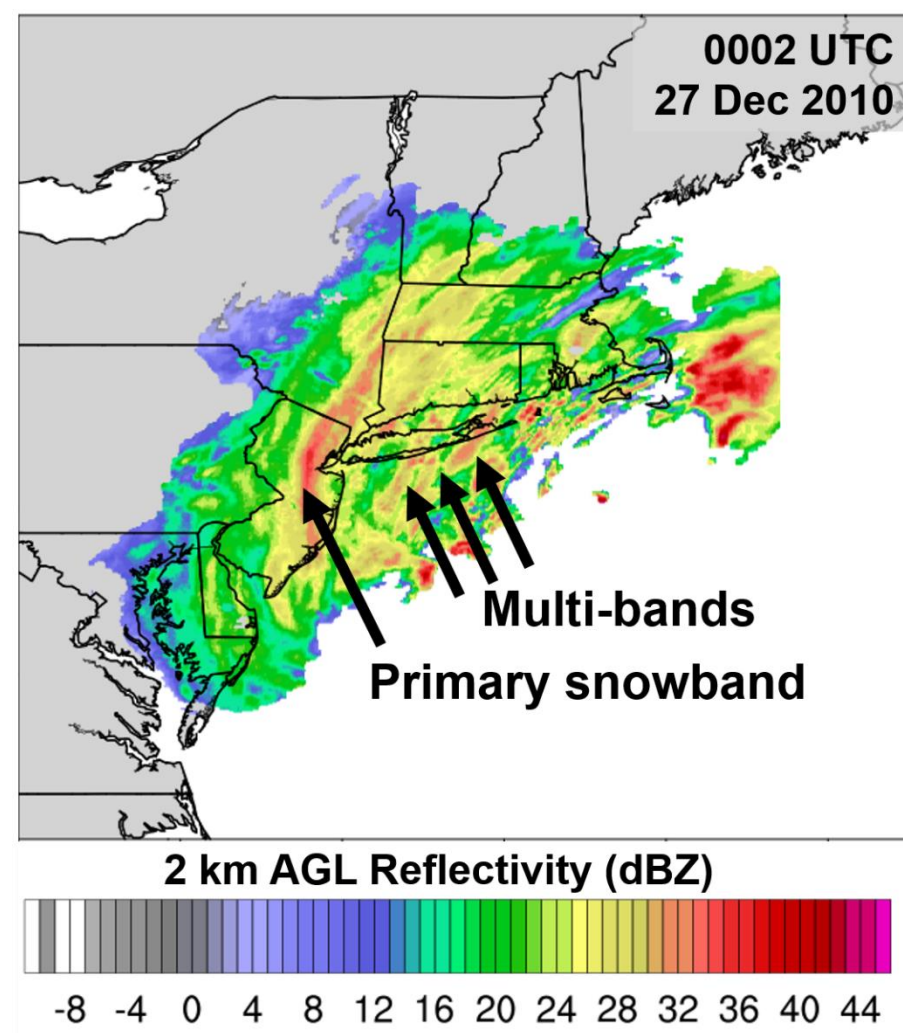 0002 UTC
27 Dec 2010
Multi-bands
Primary snowband
2 km AGL Reflectivity (dBZ)
-8 -4 0 4 8 12 16 20 24 28 32 36 40 44